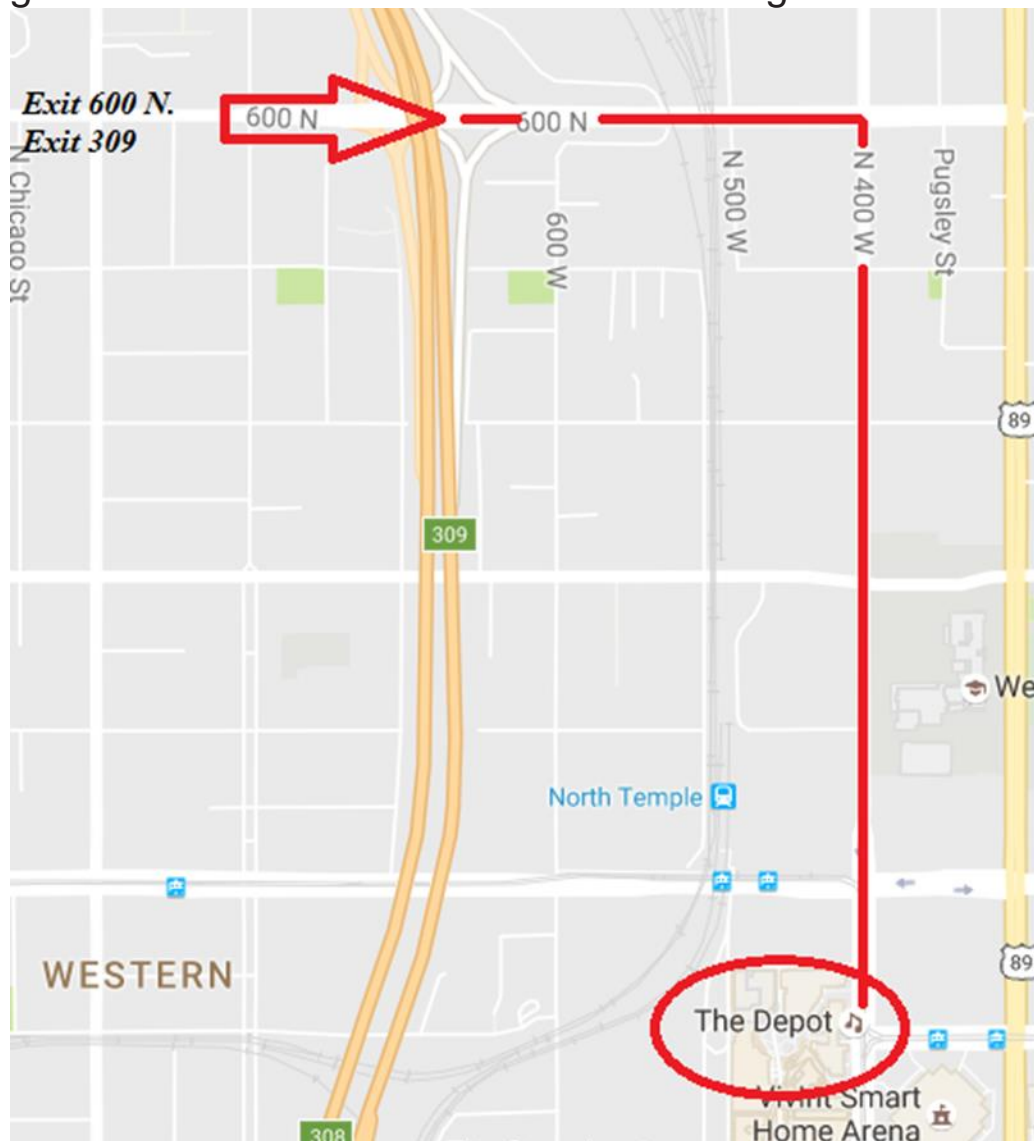 Exit 600 N.
Exit 309
600 N
600 N
N Chicago St
600 W
N 500 W
N 400 W
Pugsley St
89
309
We
North Temple
WESTERN
89
The Depot
Vivint Smart
Home Arena
308